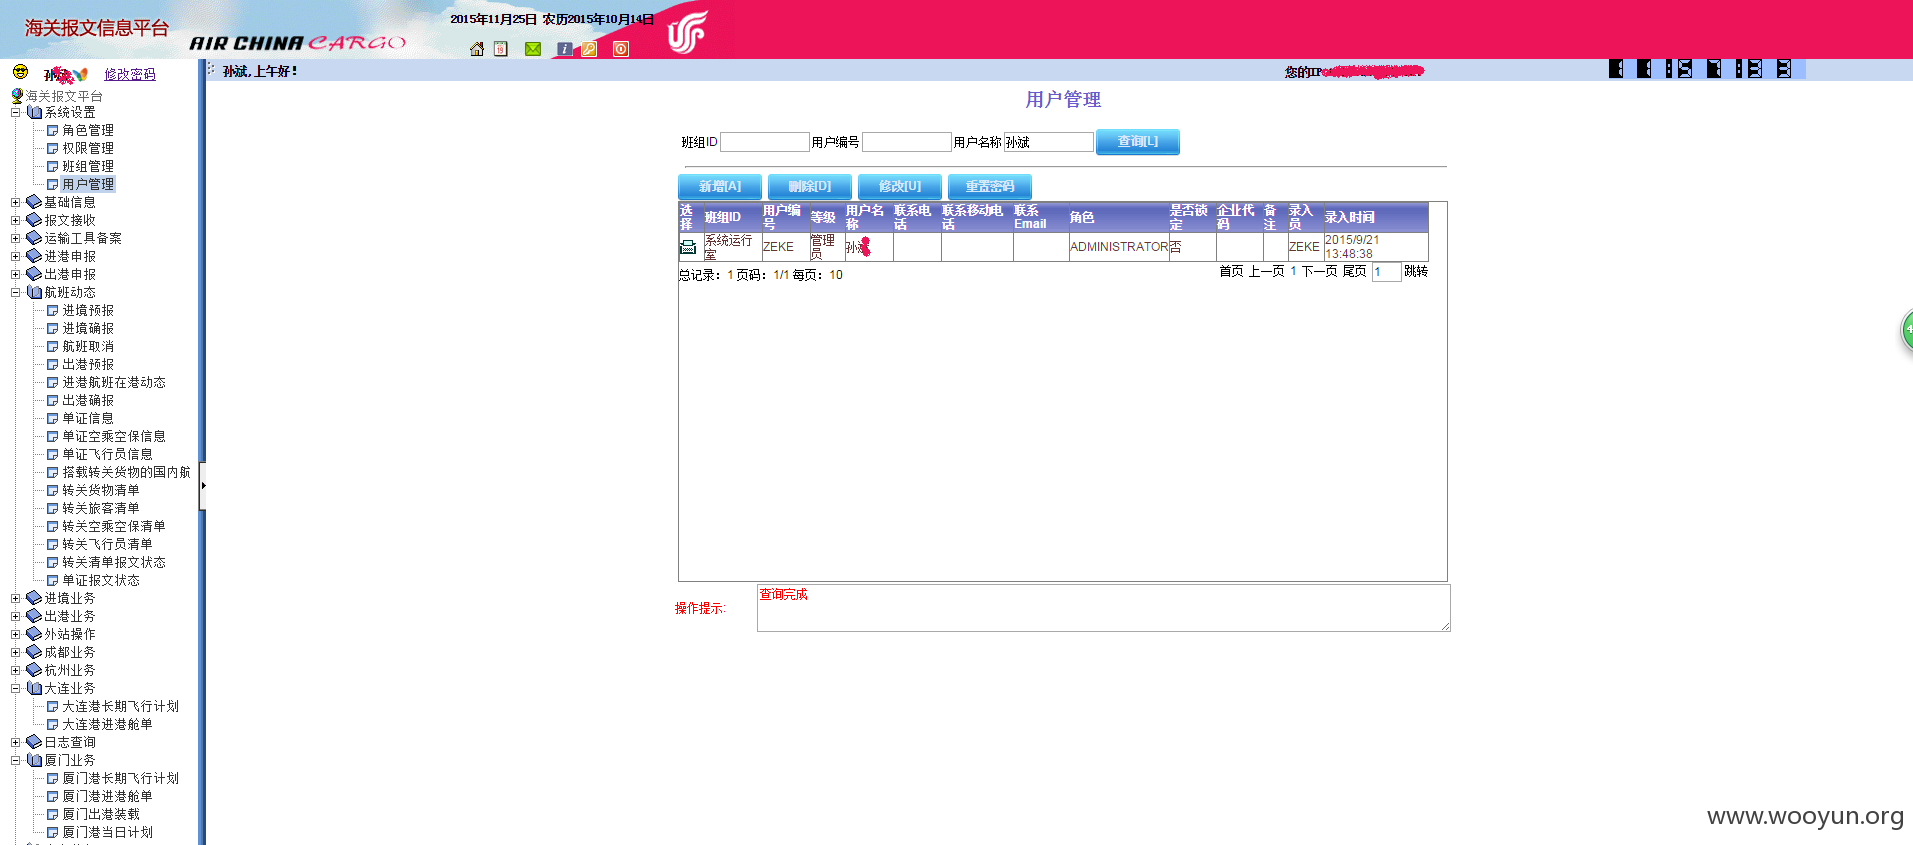 海关报文信息平台
AIR CHINA CARGO
2015年11月25日 农历2015年10月14日
19
修改密码
孙斌,上午好!
您的IP
海关报文平台
系统设置
角色管理
权限管理
班组管理
用户管理
基础信息
报文接收
运输工具备案
进港申报
出港申报
航班动态
进境预报
进境确报
航班取消
出港预报
进港航班在港动态
出港确报
单证信息
单证空乘空保信息
单证飞行员信息
搭载转关货物的国内航
转关货物清单
转关旅客清单
转关空乘空保清单
转关飞行员清单
转关清单报文状态
单证报文状态
进境业务
出港业务
外站操作
成都业务
杭州业务
大连业务
大连港长期飞行计划
大连港进港舱单
日志查询
厦门业务
厦门港长期飞行计划
厦门港进港舱单
厦门出港装载
厦门港当日计划
用户管理
班组ID 用户编号 用户名称 孙斌 查询[L]
新增[A] 删除[D] 修改[U] 重置密码
选择 班组ID 用户编号 等级 用户名称 联系电话 联系移动电话 联系Email 角色 是否锁定 企业代码 备注 录入员 录入时间
系统运行室 ZEKE 管理员 孙 ADMINISTRATOR 否 ZEKE 2015/9/21 13:48:38
总记录：1 页码：1/1 每页：10
首页 上一页 1 下一页 尾页 1 跳转
操作提示:
查询完成
www.wooyun.org